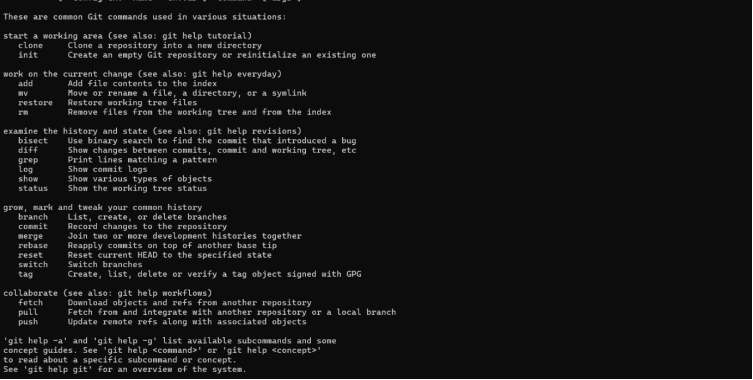 These are common Git commands used in various situations:

start a working area (see also: git help tutorial)
   clone     Clone a repository into a new directory
   init      Create an empty Git repository or reinitialize an existing one

work on the current change (see also: git help everyday)
   add       Add file contents to the index
   mv        Move or rename a file, a directory, or a symlink
   restore   Restore working tree files
   rm        Remove files from the working tree and from the index

examine the history and state (see also: git help revisions)
   bisect    Use binary search to find the commit that introduced a bug
   diff      Show changes between commits, commit and working tree, etc
   grep      Print lines matching a pattern
   log       Show commit logs
   show      Show various types of objects
   status    Show the working tree status

grow, mark and tweak your common history
   branch    List, create, or delete branches
   commit    Record changes to the repository
   merge     Join two or more development histories together
   rebase    Reapply commits on top of another base tip
   reset     Reset current HEAD to the specified state
   switch    Switch branches
   tag       Create, list, delete or verify a tag object signed with GPG

collaborate (see also: git help workflows)
   fetch     Download objects and refs from another repository
   pull      Fetch from and integrate with another repository or a local branch
   push      Update remote refs along with associated objects

'git help -a' and 'git help -g' list available subcommands and some
concept guides. See 'git help <command>' or 'git help <concept>'
to read about a specific subcommand or concept.
See 'git help git' for an overview of the system.